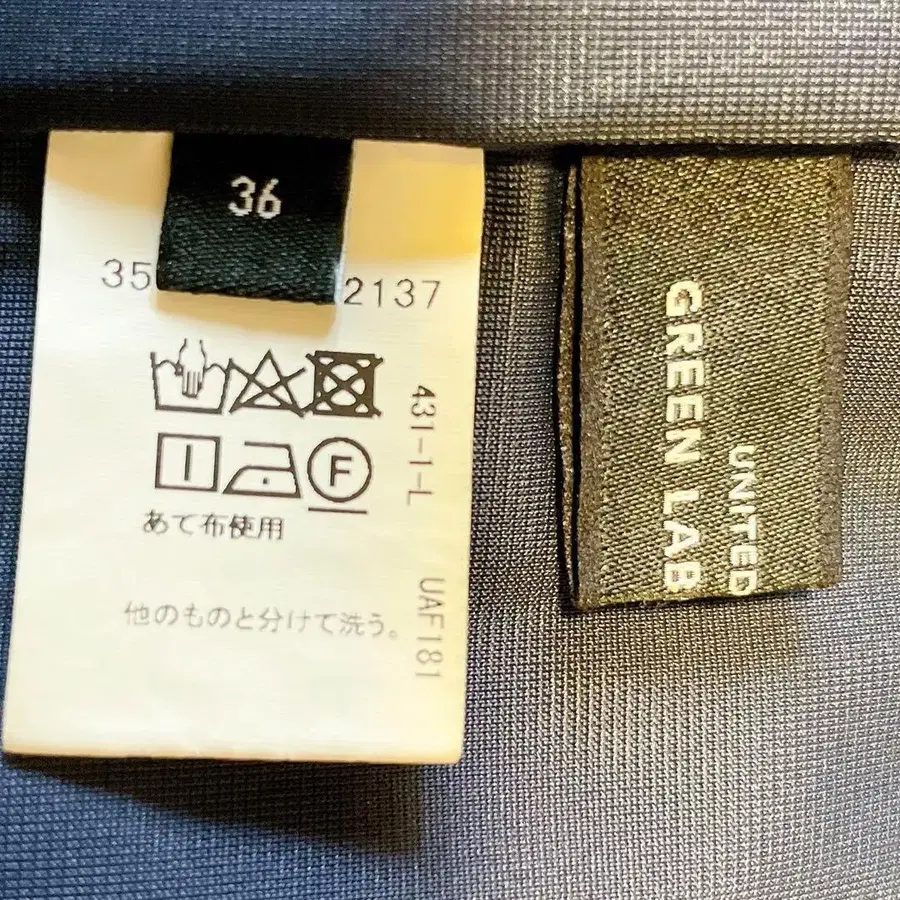 36
35 2137
F
あて布使用
他のものと分けて洗う。
431-1-L
UAF181
UNITED
GREEN LAB